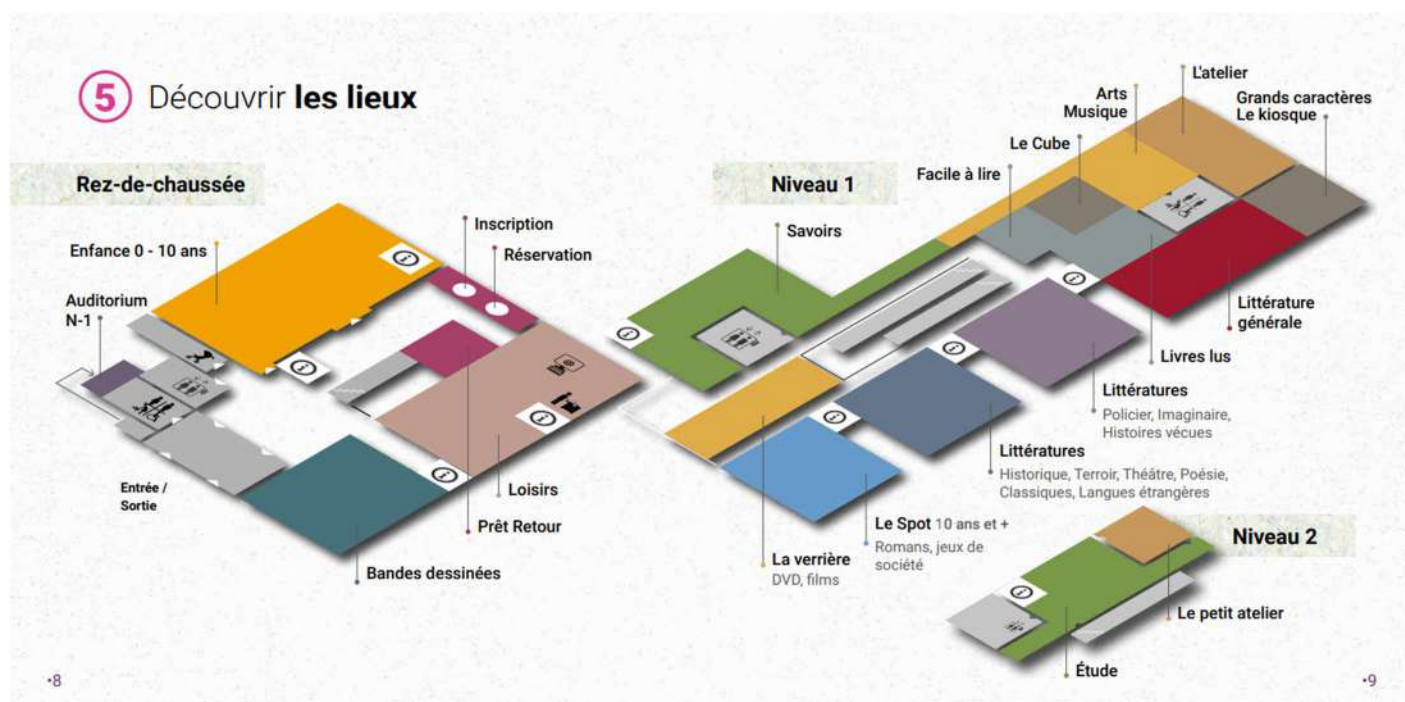 5 Découvrir les lieux
Rez-de-chaussée
Enfance 0 - 10 ans
Auditorium
N-1
Entrée /
Sortie
Inscription
Réservation
Loisirs
Prêt Retour
Bandes dessinées
•8
Niveau 1
Savoirs
Facile à lire
Le Cube
Arts
Musique
L'atelier
Grands caractères
Le kiosque
Littérature
générale
Livres lus
Littératures
Policier, Imaginaire,
Histoires vécues
Littératures
Historique, Terroir, Théâtre, Poésie,
Classiques, Langues étrangères
Le Spot 10 ans et +
Romans, jeux de
société
La verrière
DVD, films
Niveau 2
Le petit atelier
Étude
•9